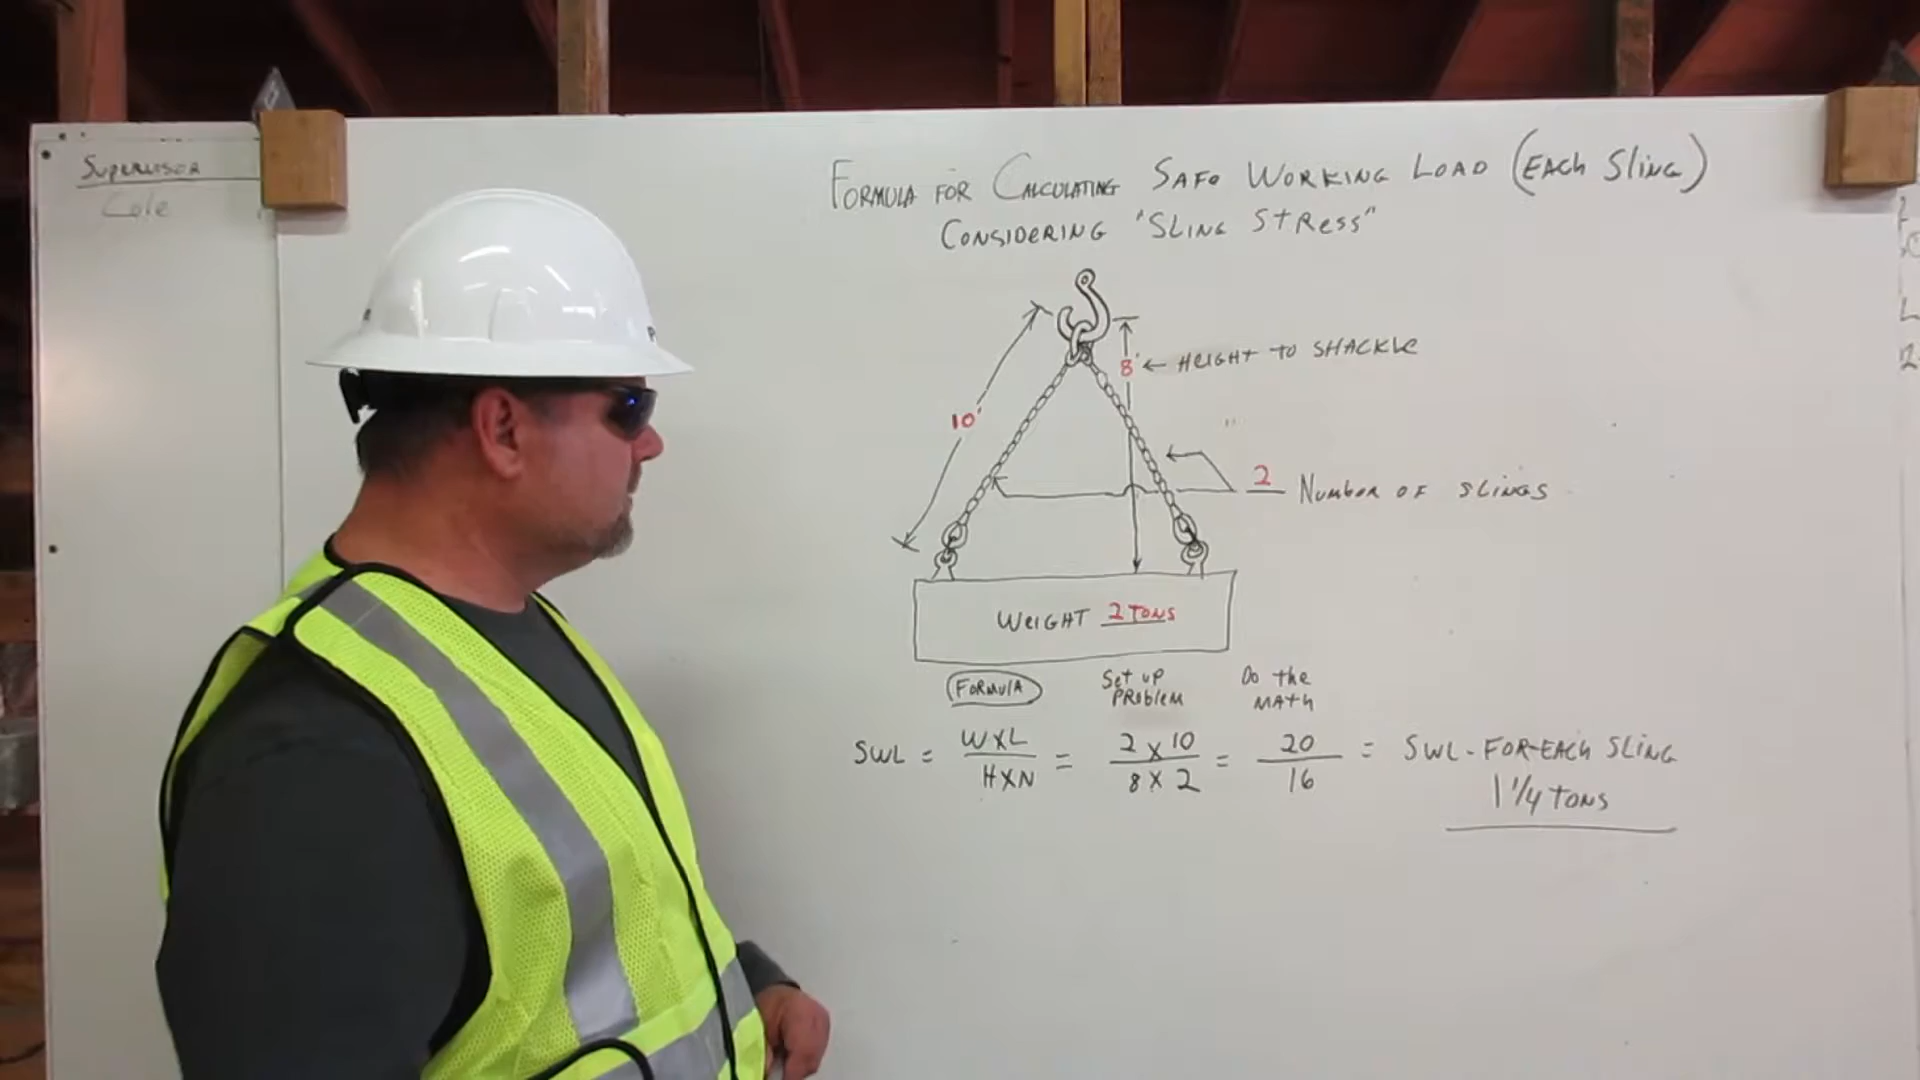 Supervisor
Cole
FORMULA FOR CALCULATING SAFE WORKING LOAD (EACH SLING)
CONSIDERING "SLING STRESS"
8' ← HEIGHT TO SHACKLE
10'
2 NUMBER OF SLINGS
WEIGHT 2 TONS
FORMULA
Set up PROBLEM
Do the MATH
SWL = WXL / HXN = 2 x 10 / 8 x 2 = 20 / 16 = SWL-FOR-EACH SLING
1 1/4 TONS